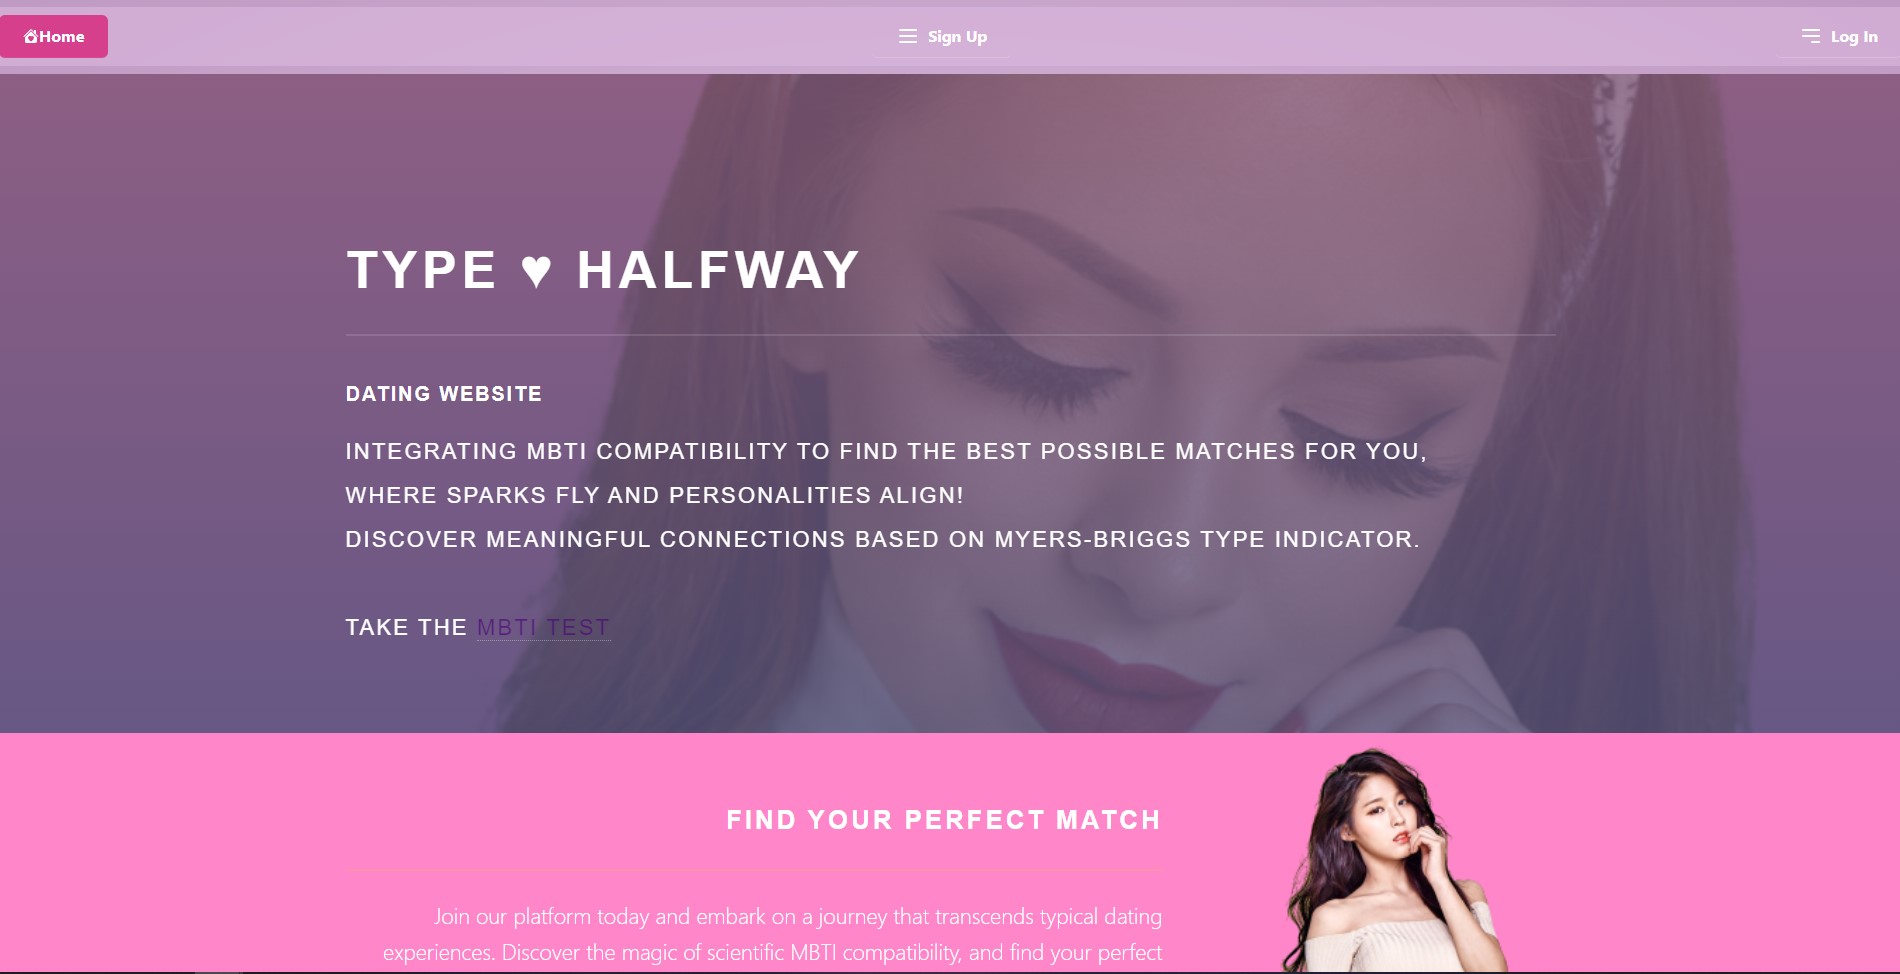 Home
Sign Up
Log In
TYPE ♥ HALFWAY
DATING WEBSITE
INTEGRATING MBTI COMPATIBILITY TO FIND THE BEST POSSIBLE MATCHES FOR YOU,
WHERE SPARKS FLY AND PERSONALITIES ALIGN!
DISCOVER MEANINGFUL CONNECTIONS BASED ON MYERS-BRIGGS TYPE INDICATOR.
TAKE THE MBTI TEST
FIND YOUR PERFECT MATCH
Join our platform today and embark on a journey that transcends typical dating
experiences. Discover the magic of scientific MBTI compatibility, and find your perfect